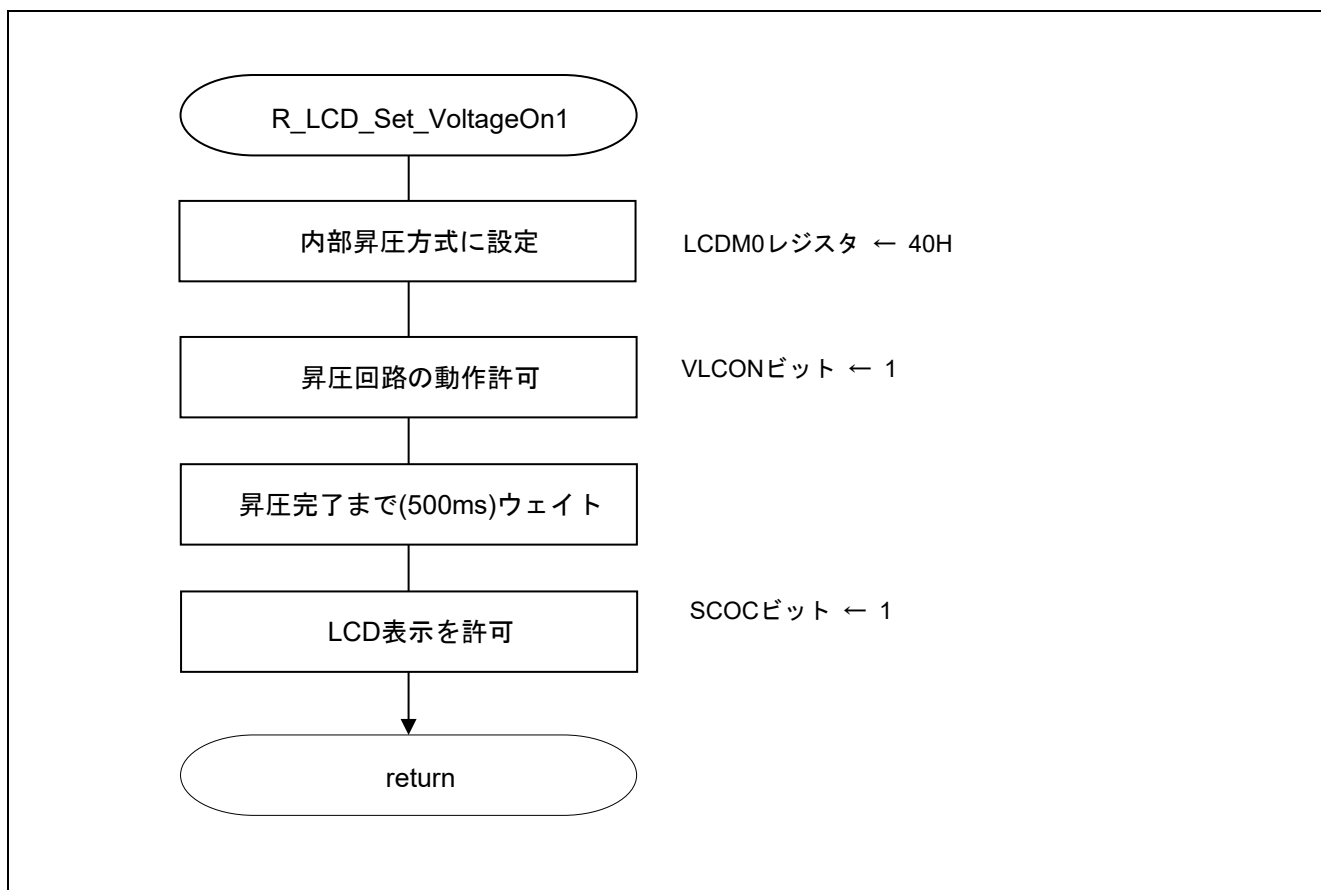 R_LCD_Set_VoltageOn1
内部昇圧方式に設定
LCDM0レジスタ ← 40H
昇圧回路の動作許可
VLCONビット ← 1
昇圧完了まで(500ms)ウェイト
LCD表示を許可
SCOCビット ← 1
return